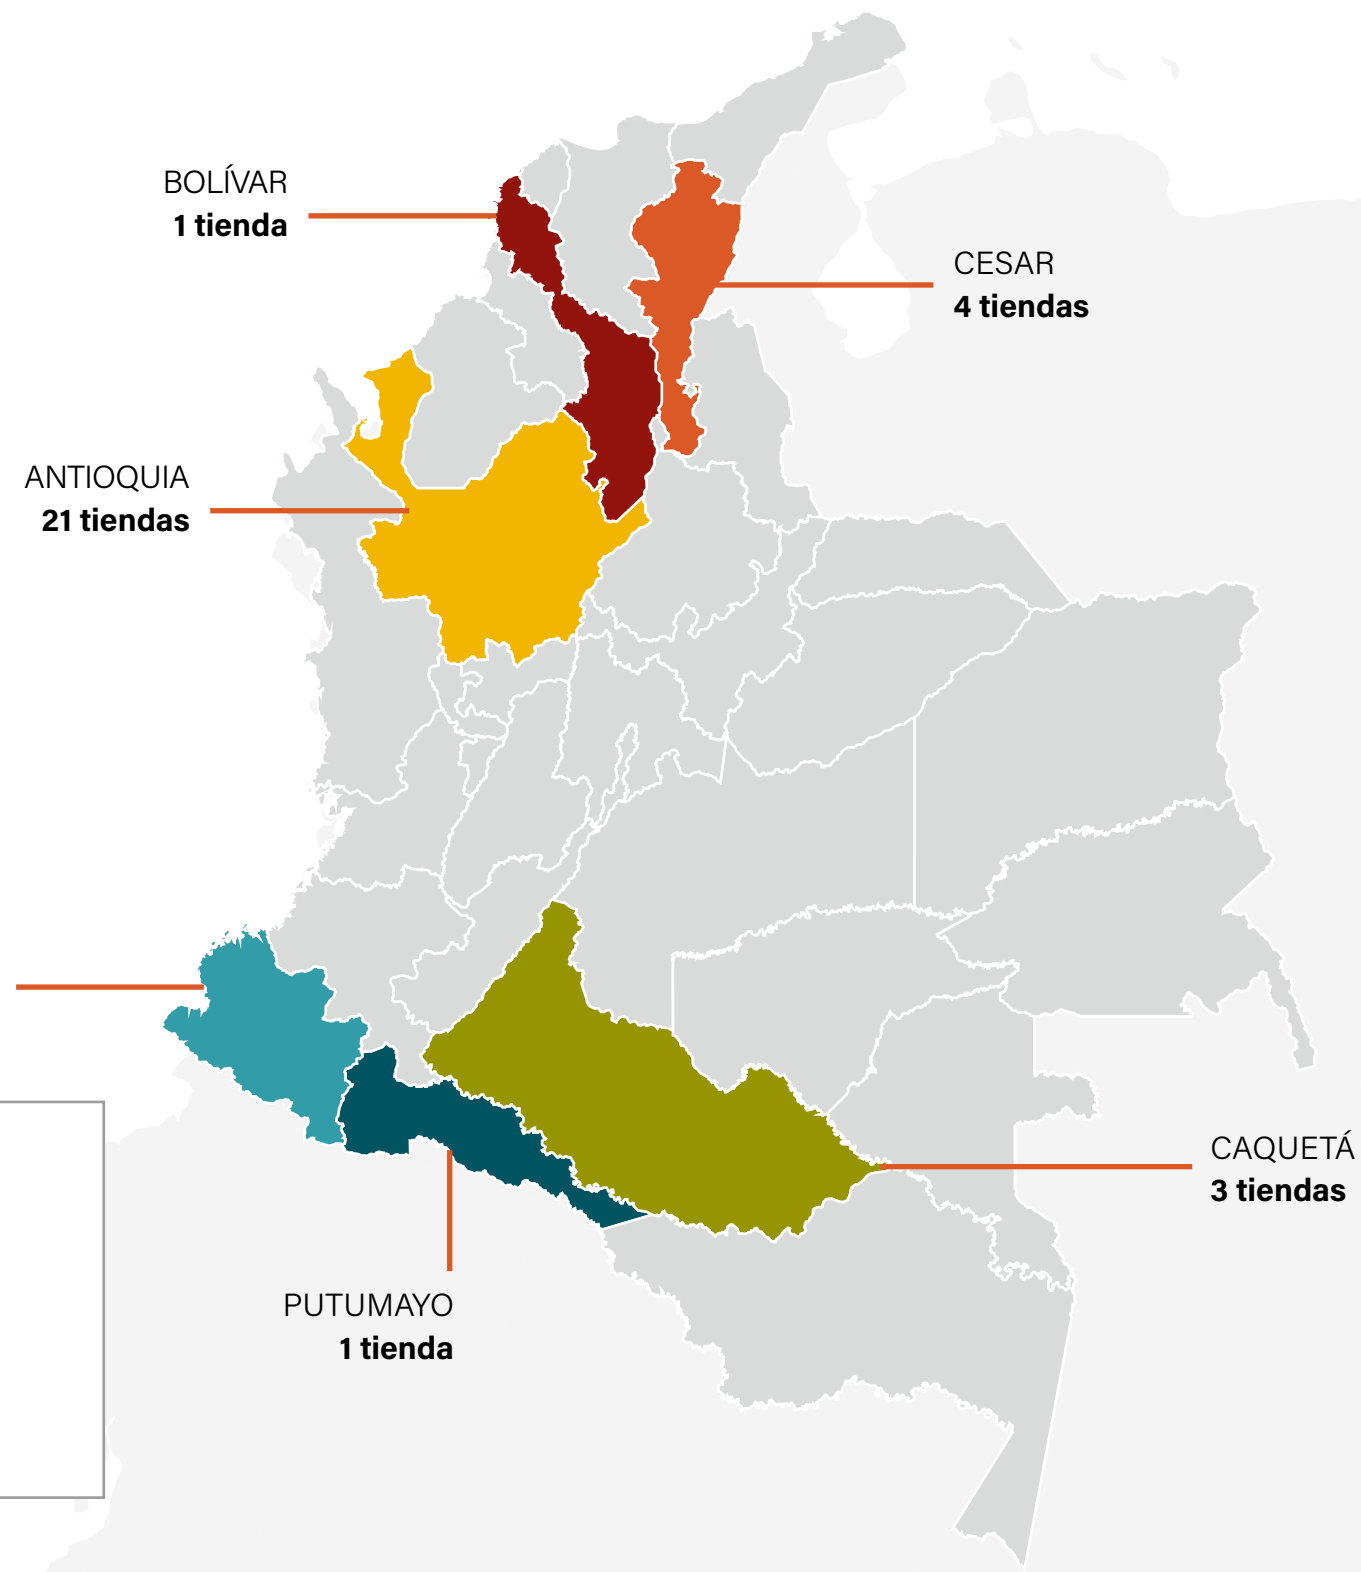 BOLÍVAR
1 tienda
CESAR
4 tiendas
ANTIOQUIA
21 tiendas
CAQUETÁ
3 tiendas
PUTUMAYO
1 tienda